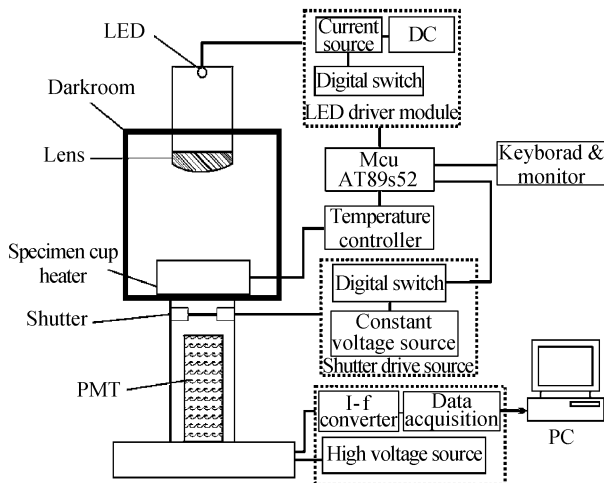 LED
Current
source
DC
Digital switch
LED driver module
Darkroom
Lens
Mcu
AT89s52
Keyborad &
monitor
Temperature
controller
Specimen cup
heater
Digital switch
Shutter
Constant
voltage source
Shutter drive source
PMT
I-f
converter
Data
acquisition
High voltage source
PC